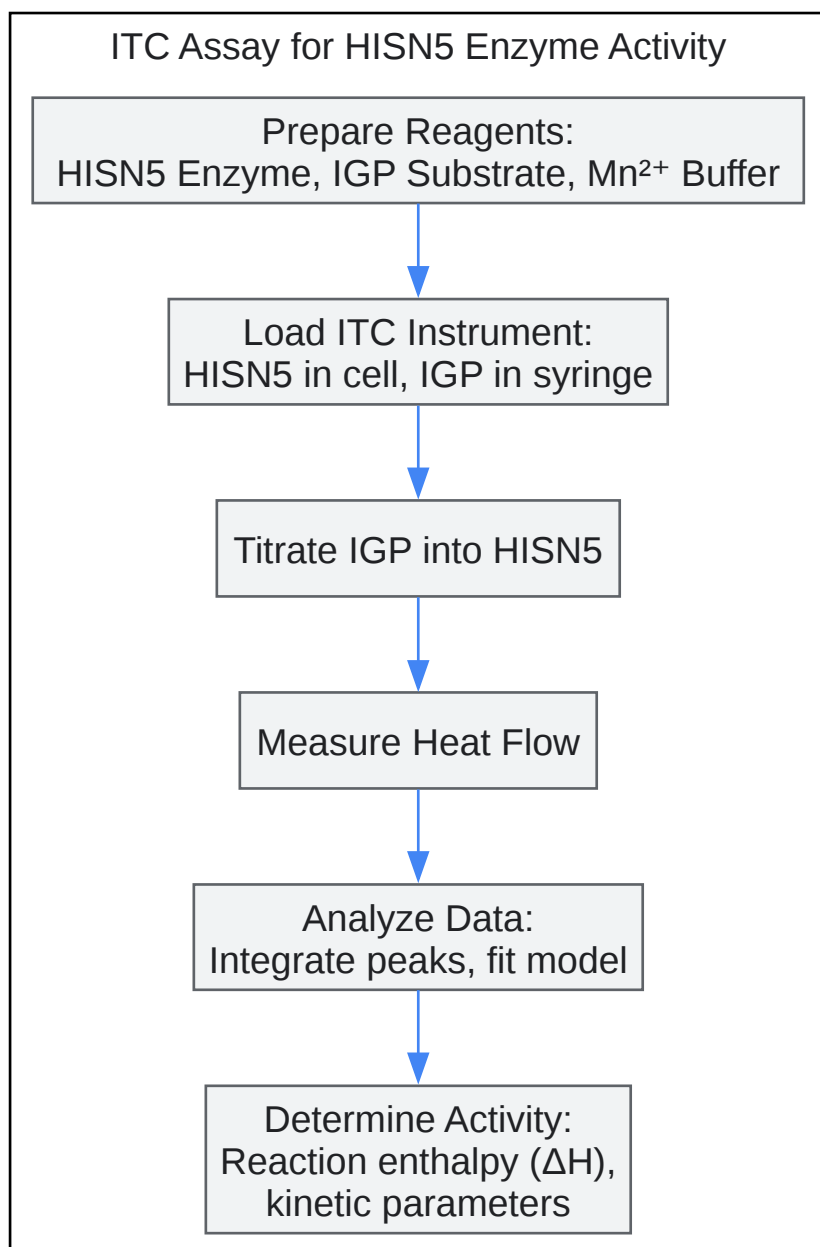 ITC Assay for HISN5 Enzyme Activity
Prepare Reagents:
HISN5 Enzyme, IGP Substrate, Mn²⁺ Buffer
Load ITC Instrument:
HISN5 in cell, IGP in syringe
Titrate IGP into HISN5
Measure Heat Flow
Analyze Data:
Integrate peaks, fit model
Determine Activity:
Reaction enthalpy (ΔH),
kinetic parameters